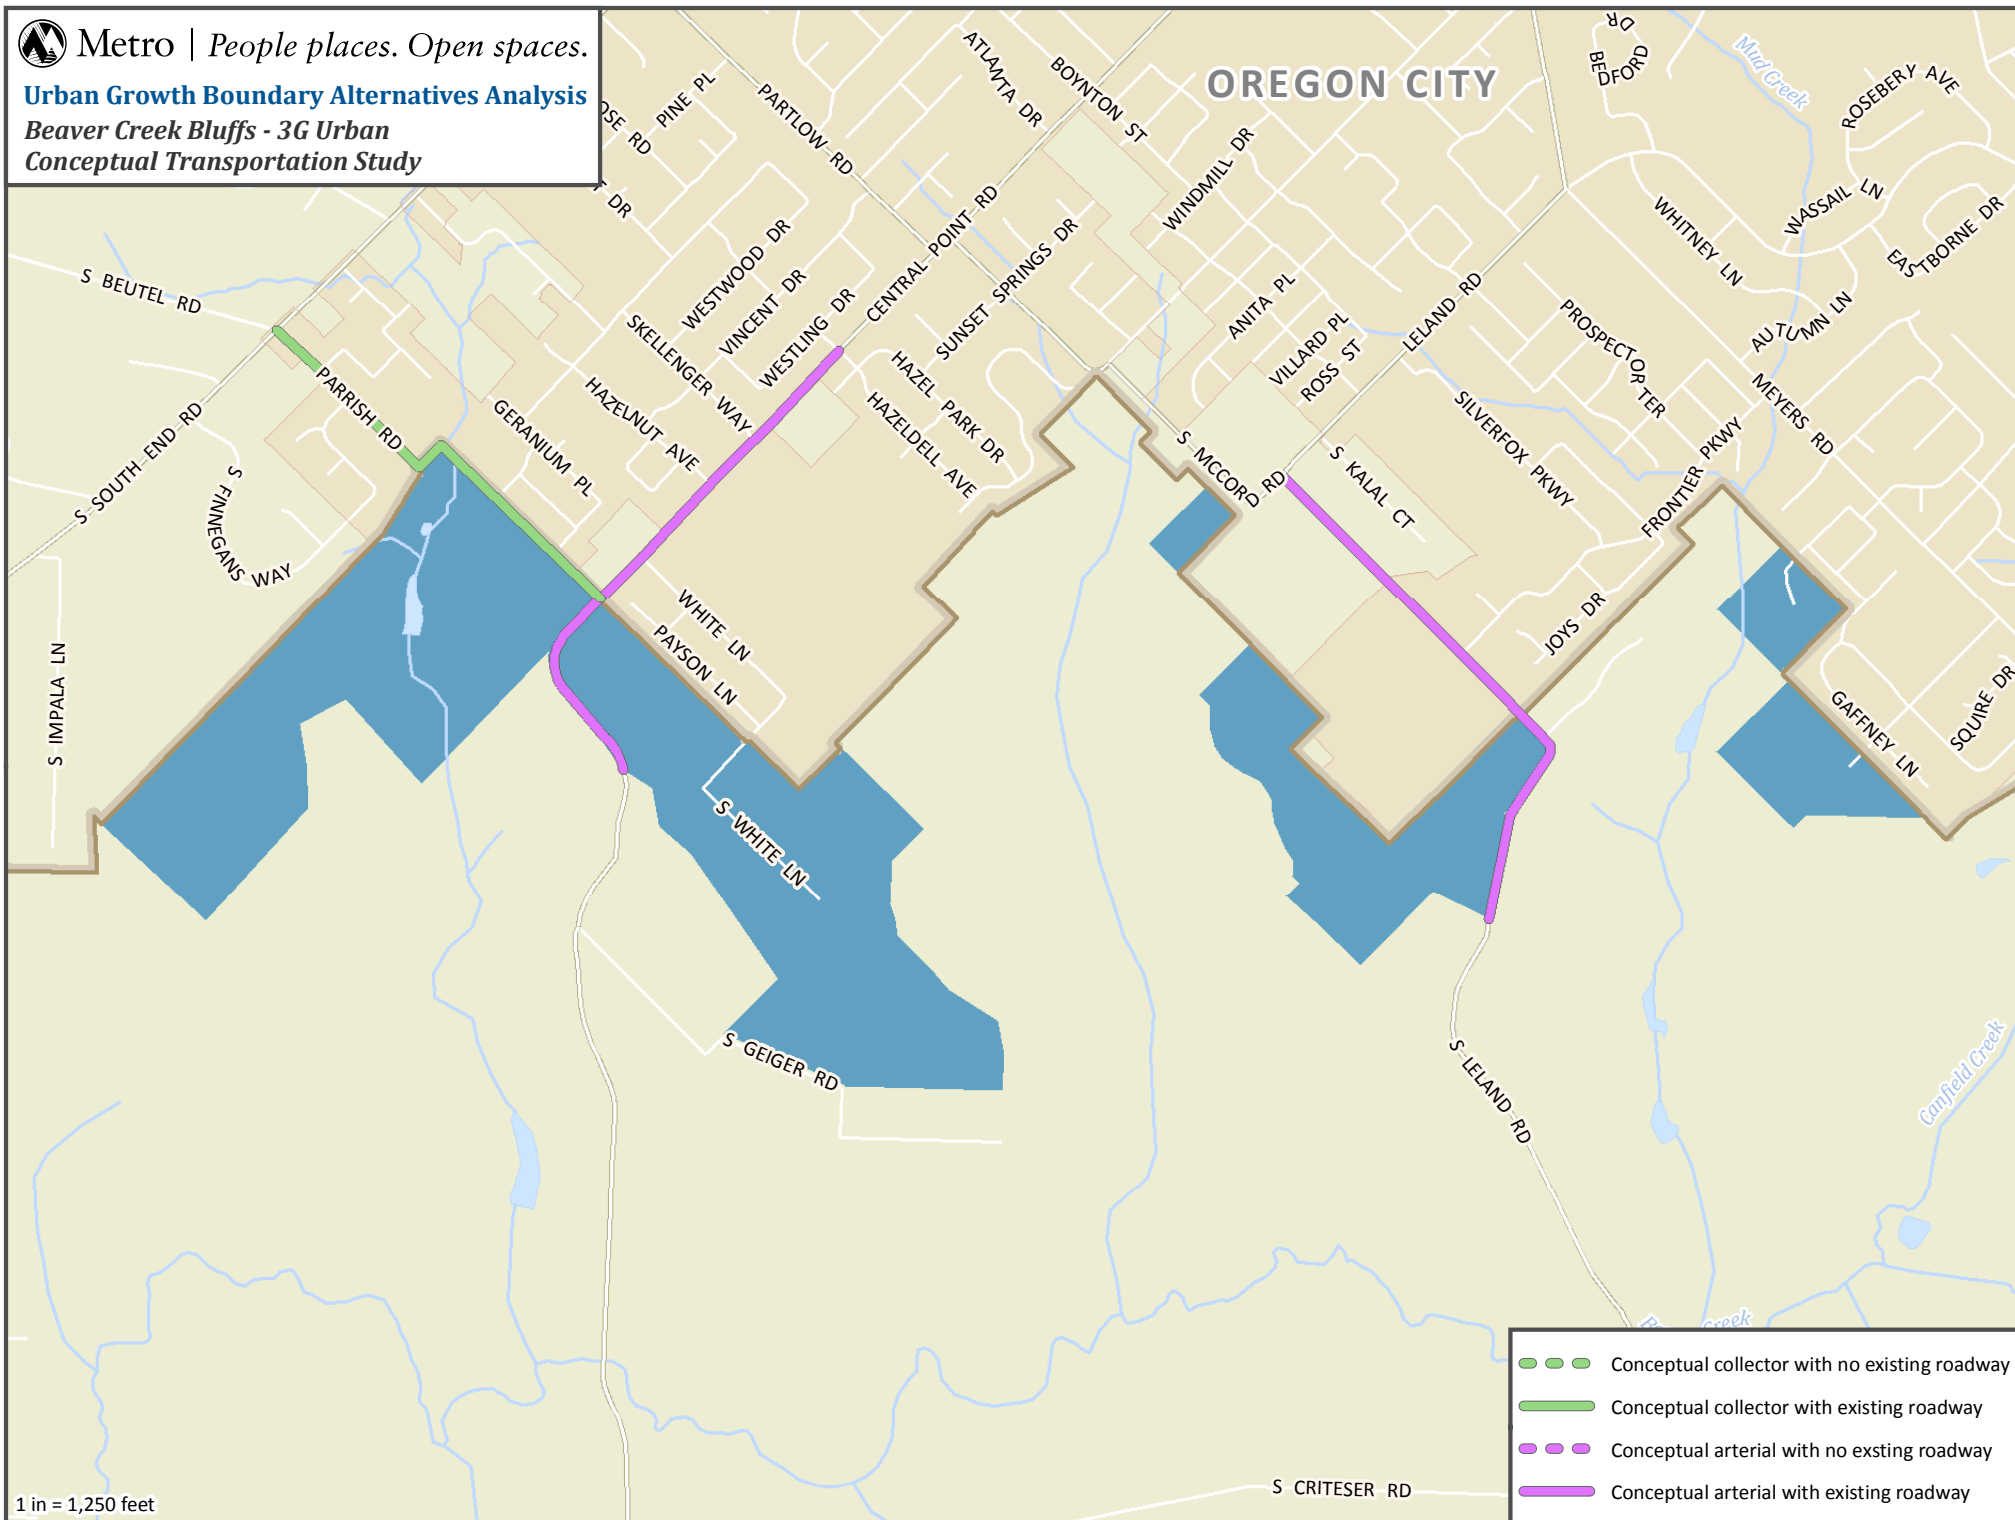 Metro | People places. Open spaces.
Urban Growth Boundary Alternatives Analysis
Beaver Creek Bluffs - 3G Urban
Conceptual Transportation Study
OREGON CITY
OSE RD
PINE PL
T DR
PARTLOW RD
ATLANTA DR
BOYNTON ST
WINDMILL DR
BEDFORD DR
Mud Creek
ROSEBERY AVE
WASSAIL LN
EASTBORNE DR
WHITNEY LN
AUTUMN LN
PROSPECTOR TER
MEYERS RD
S BEUTEL RD
WESTWOOD DR
VINCENT DR
WESTLING DR
CENTRAL POINT RD
SUNSET SPRINGS DR
ANITA PL
VILLARD PL
ROSS ST
LELAND RD
SKELLENGER WAY
HAZELNUT AVE
GERANIUM PL
HAZEL PARK DR
HAZELDELL AVE
PARRISH RD
S SOUTH END RD
S FINNEGANS WAY
S IMPALA LN
S MCCORD RD
S KALAL CT
SILVERFOX PKWY
FRONTIER PKWY
JOYS DR
WHITE LN
PAYSON LN
S WHITE LN
S GEIGER RD
GAFFNEY LN
SQUIRE DR
S LELAND RD
Canfield Creek
Creek
S CRITESER RD
1 in = 1,250 feet
Conceptual collector with no existing roadway
Conceptual collector with existing roadway
Conceptual arterial with no exsting roadway
Conceptual arterial with existing roadway